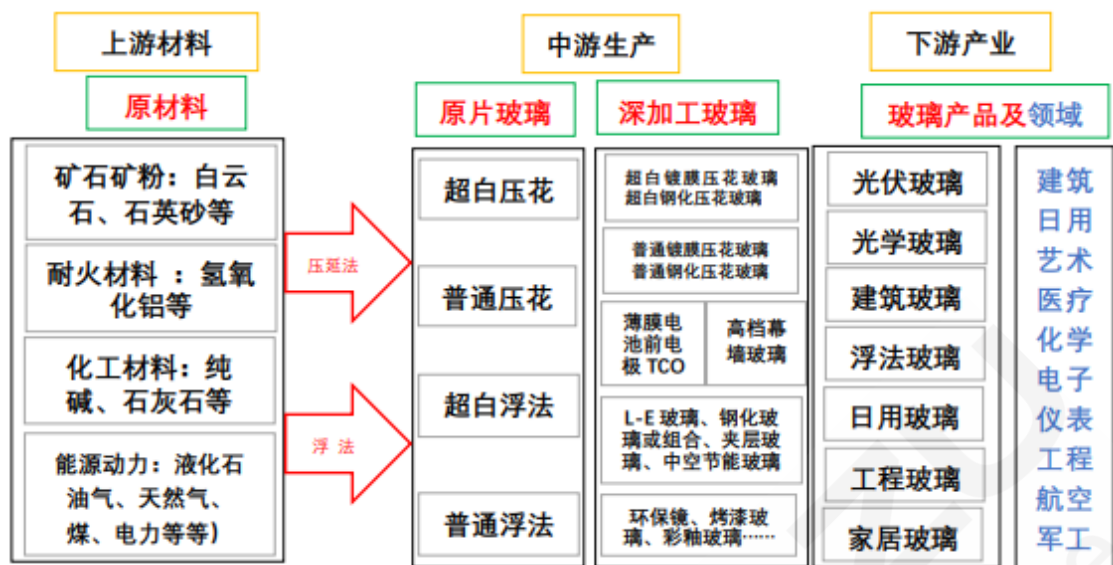 上游材料
中游生产
下游产业
原材料
原片玻璃
深加工玻璃
玻璃产品及领域
矿石矿粉：白云
石、石英砂等
耐火材料 ：氢氧
化铝等
化工材料：纯
碱、石灰石等
能源动力：液化石
油气、天然气、
煤、电力等等）
压延法
浮 法
超白压花
普通压花
超白浮法
普通浮法
超白镀膜压花玻璃
超白钢化压花玻璃
普通镀膜压花玻璃
普通钢化压花玻璃
薄膜电
池前电
极 TCO
高档幕
墙玻璃
L-E 玻璃、钢化玻
璃或组合、夹层玻
璃、中空节能玻璃
环保镜、烤漆玻
璃、彩釉玻璃……
光伏玻璃
光学玻璃
建筑玻璃
浮法玻璃
日用玻璃
工程玻璃
家居玻璃
建筑
日用
艺术
医疗
化学
电子
仪表
工程
航空
军工